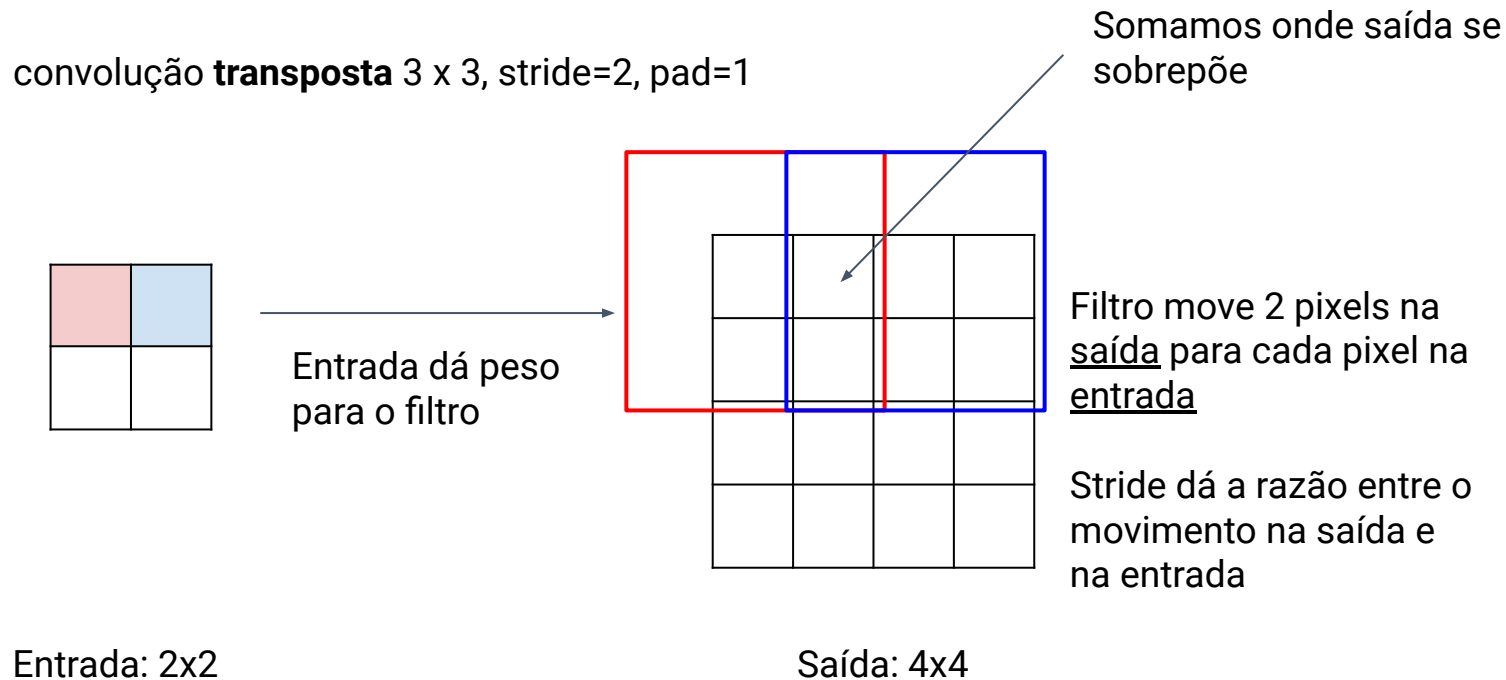 Somamos onde saída se
sobrepõe
convolução transposta 3 x 3, stride=2, pad=1
Entrada dá peso
para o filtro
Filtro move 2 pixels na
saída para cada pixel na
entrada
Stride dá a razão entre o
movimento na saída e
na entrada
Entrada: 2x2
Saída: 4x4